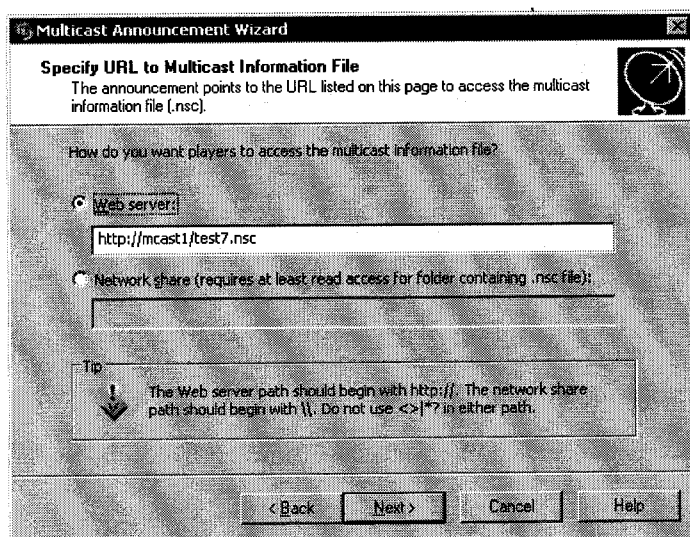 Multicast Announcement Wizard
Specify URL to Multicast Information File
The announcement points to the URL listed on this page to access the multicast
information file (.nsc).
How do you want players to access the multicast information file?
Web server:
http://mcast1/test7.nsc
Network share (requires at least read access for folder containing .nsc file):
Tip
The Web server path should begin with http://. The network share
path should begin with \\. Do not use <>|*? in either path.
< Back Next > Cancel Help